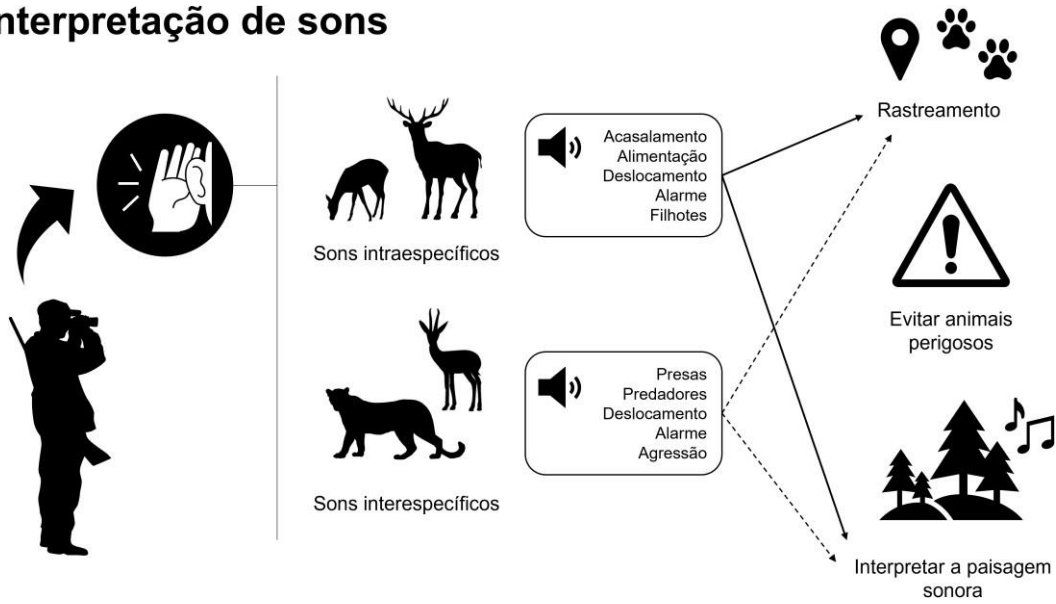 nterpretação de sons
Rastreamento
Acasalamento
Alimentação
Deslocamento
Alarme
Filhotes
Sons intraespecíficos
Evitar animais
perigosos
Presas
Predadores
Deslocamento
Alarme
Agressão
Sons interespecíficos
Interpretar a paisagem
sonora